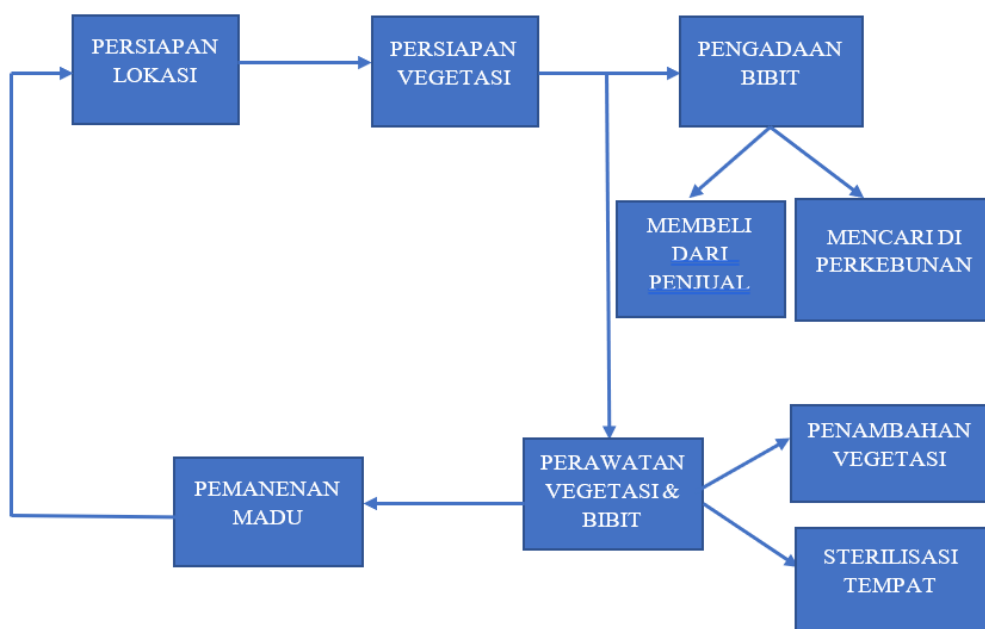 PERSIAPAN
LOKASI
PERSIAPAN
VEGETASI
PENGADAAN
BIBIT
MEMBELI
DARI
PENJUAL
MENCARI DI
PERKEBUNAN
PENAMBAHAN
VEGETASI
PERAWATAN
VEGETASI &
BIBIT
PEMANENAN
MADU
STERILISASI
TEMPAT